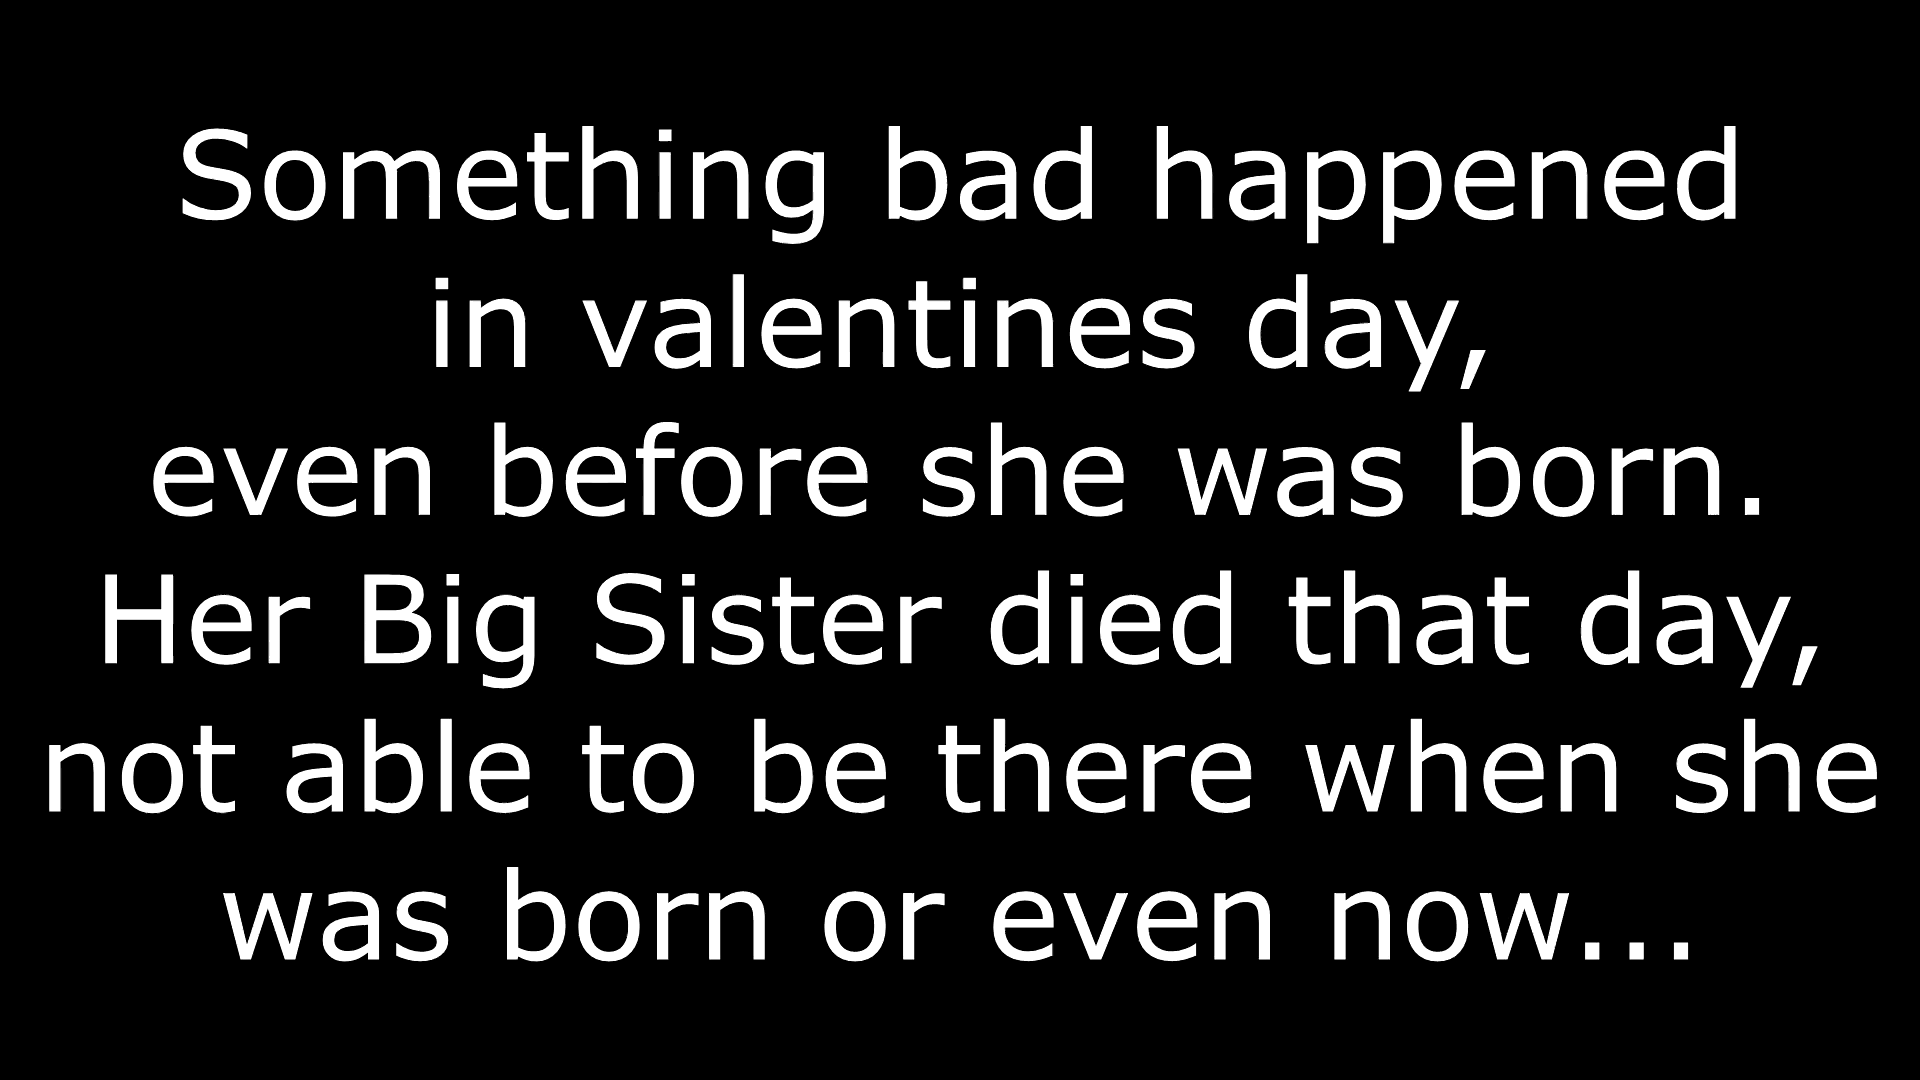 Something bad happened
in valentines day,
even before she was born.
Her Big Sister died that day,
not able to be there when she
was born or even now...